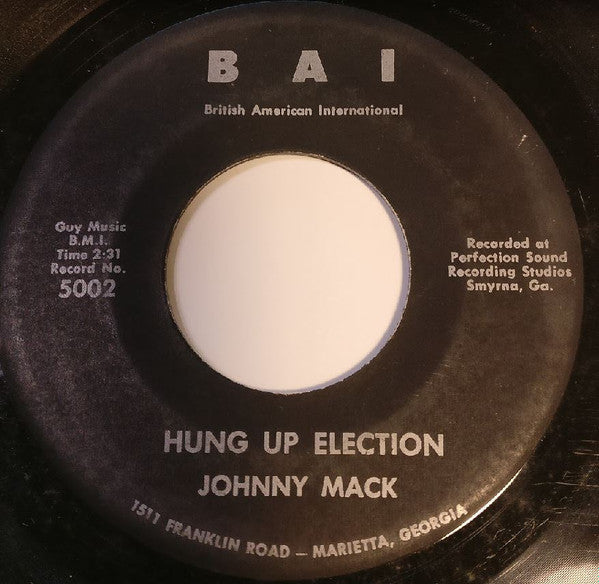 B A I
British American International
Guy Music
B.M.I.
Time 2:31
Record No.
5002
Recorded at
Perfection Sound
Recording Studios
Smyrna, Ga.
HUNG UP ELECTION
JOHNNY MACK
1511 FRANKLIN ROAD — MARIETTA, GEORGIA